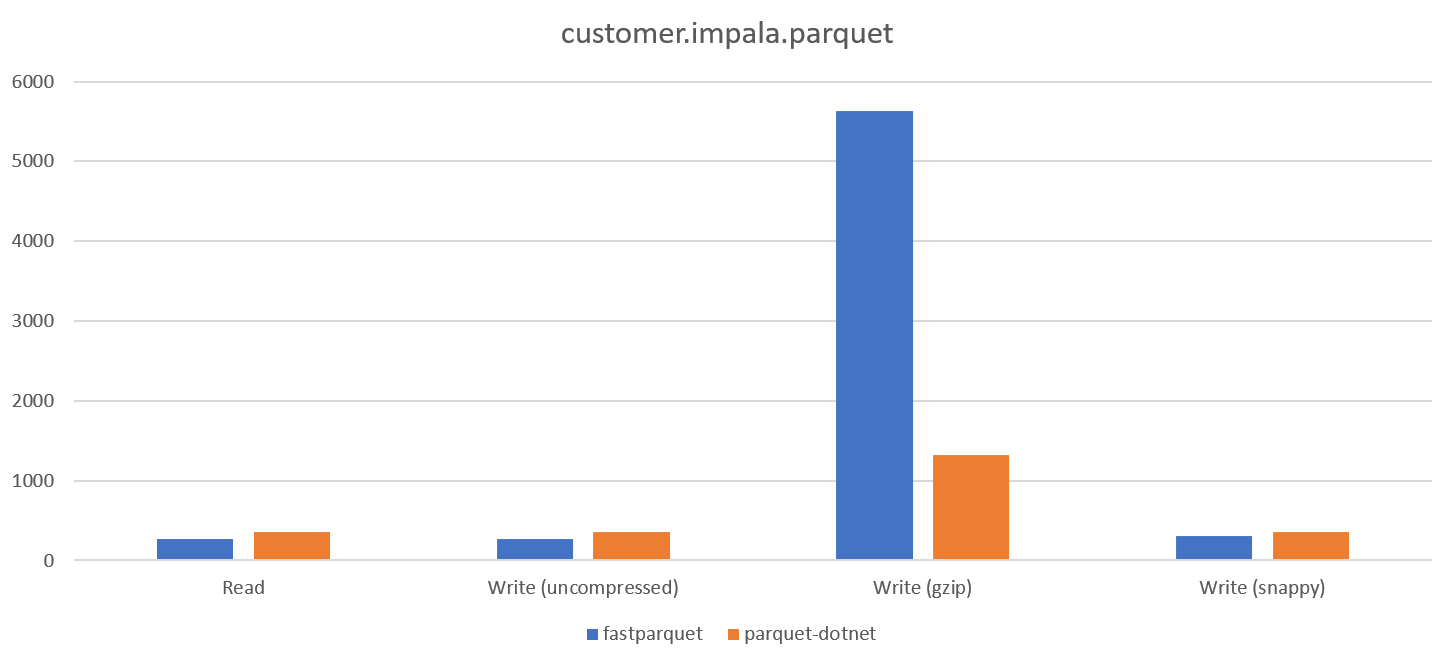 customer.impala.parquet
6000
5000
4000
3000
2000
1000
0
Read Write (uncompressed) Write (gzip) Write (snappy)
fastparquet parquet-dotnet